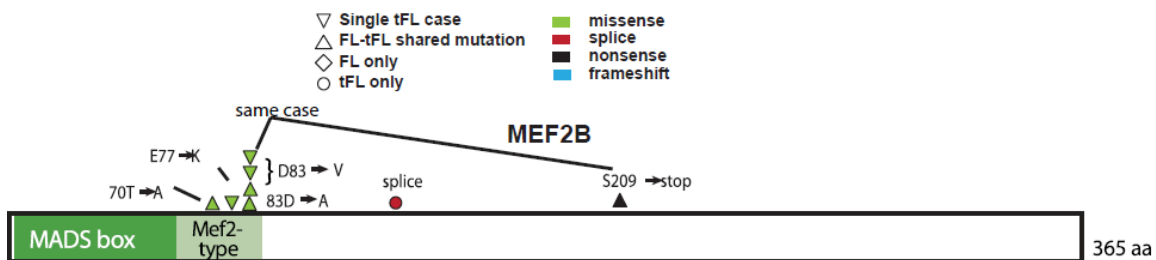 Single tFL case
FL-tFL shared mutation
FL only
tFL only
missense
splice
nonsense
frameshift
same case
MEF2B
E77 → K
} D83 → V
70T → A
83D → A
splice
S209 → stop
MADS box
Mef2-
type
365 aa